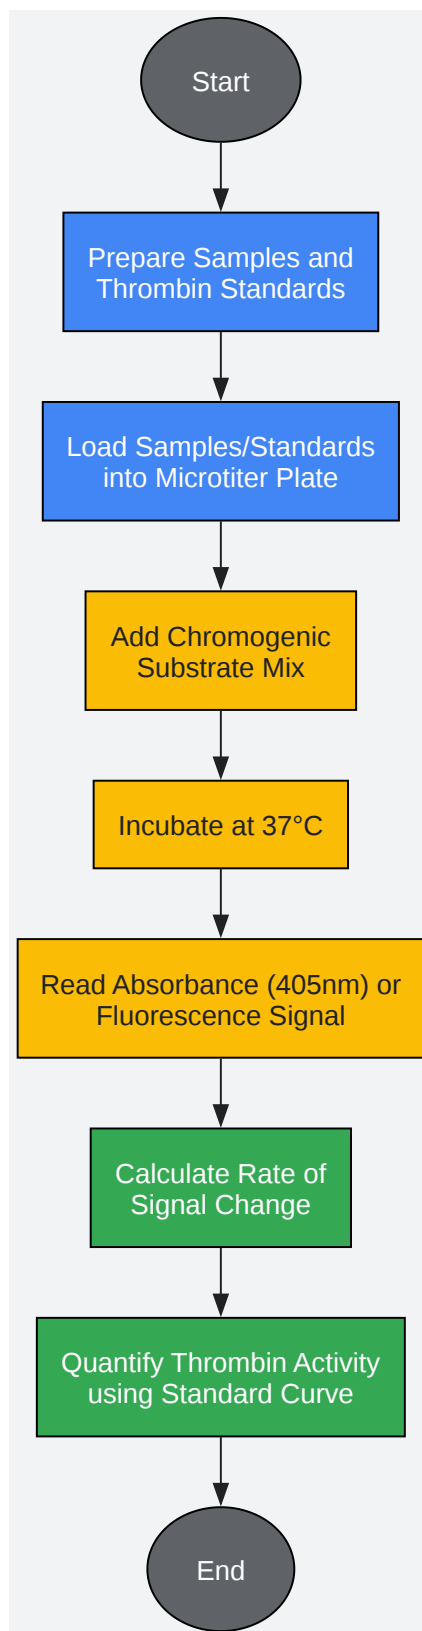 Start
Prepare Samples and
Thrombin Standards
Load Samples/Standards
into Microtiter Plate
Add Chromogenic
Substrate Mix
Incubate at 37°C
Read Absorbance (405nm) or
Fluorescence Signal
Calculate Rate of
Signal Change
Quantify Thrombin Activity
using Standard Curve
End